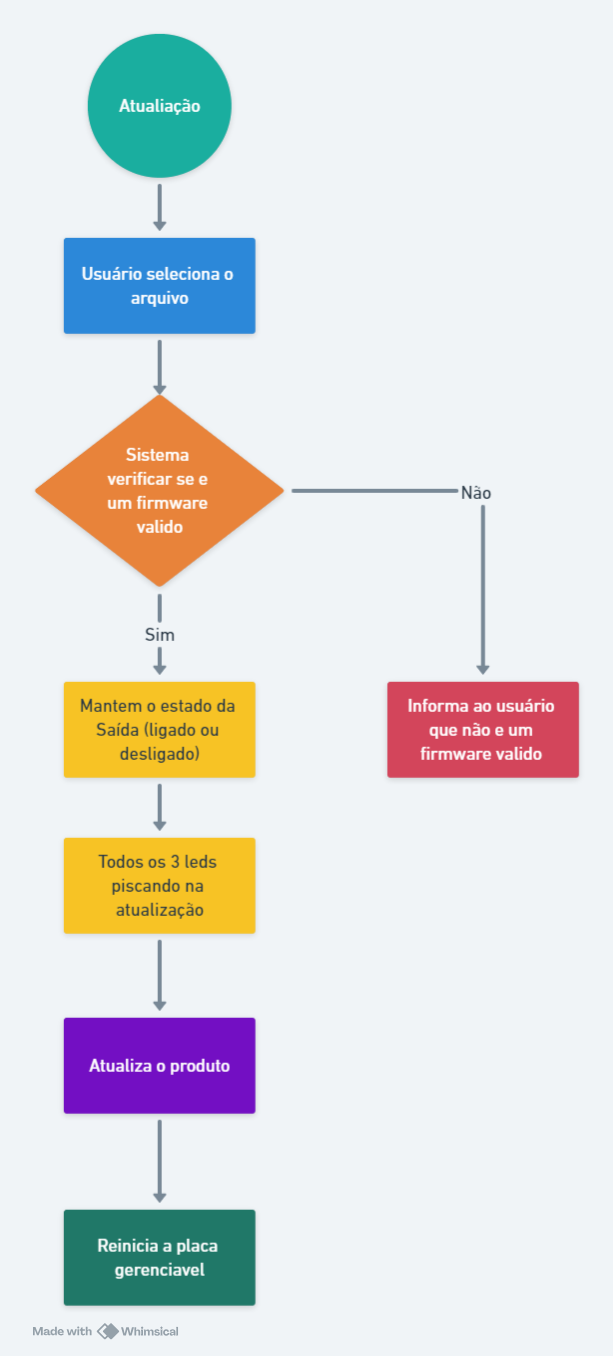 Atualiação
Usuário seleciona o
arquivo
Sistema
verificar se e
um firmware
valido
Não
Sim
Mantem o estado da
Saída (ligado ou
desligado)
Informa ao usuário
que não e um
firmware valido
Todos os 3 leds
piscando na
atualização
Atualiza o produto
Reinicia a placa
gerenciavel
Made with Whimsical